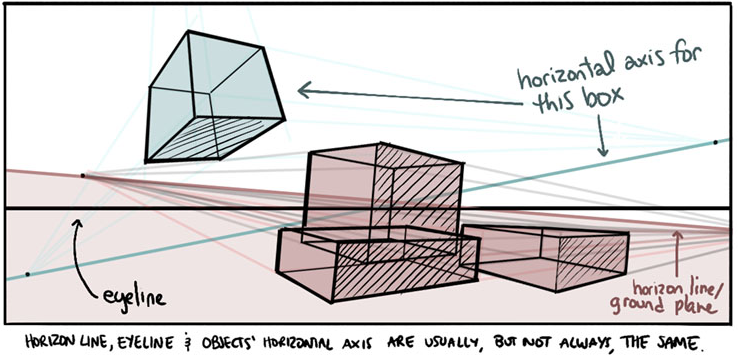 horizontal axis for
this box
eyeline
horizon line/
ground plane
HORIZON LINE, EYELINE & OBJECTS' HORIZONTAL AXIS ARE USUALLY, BUT NOT ALWAYS, THE SAME.